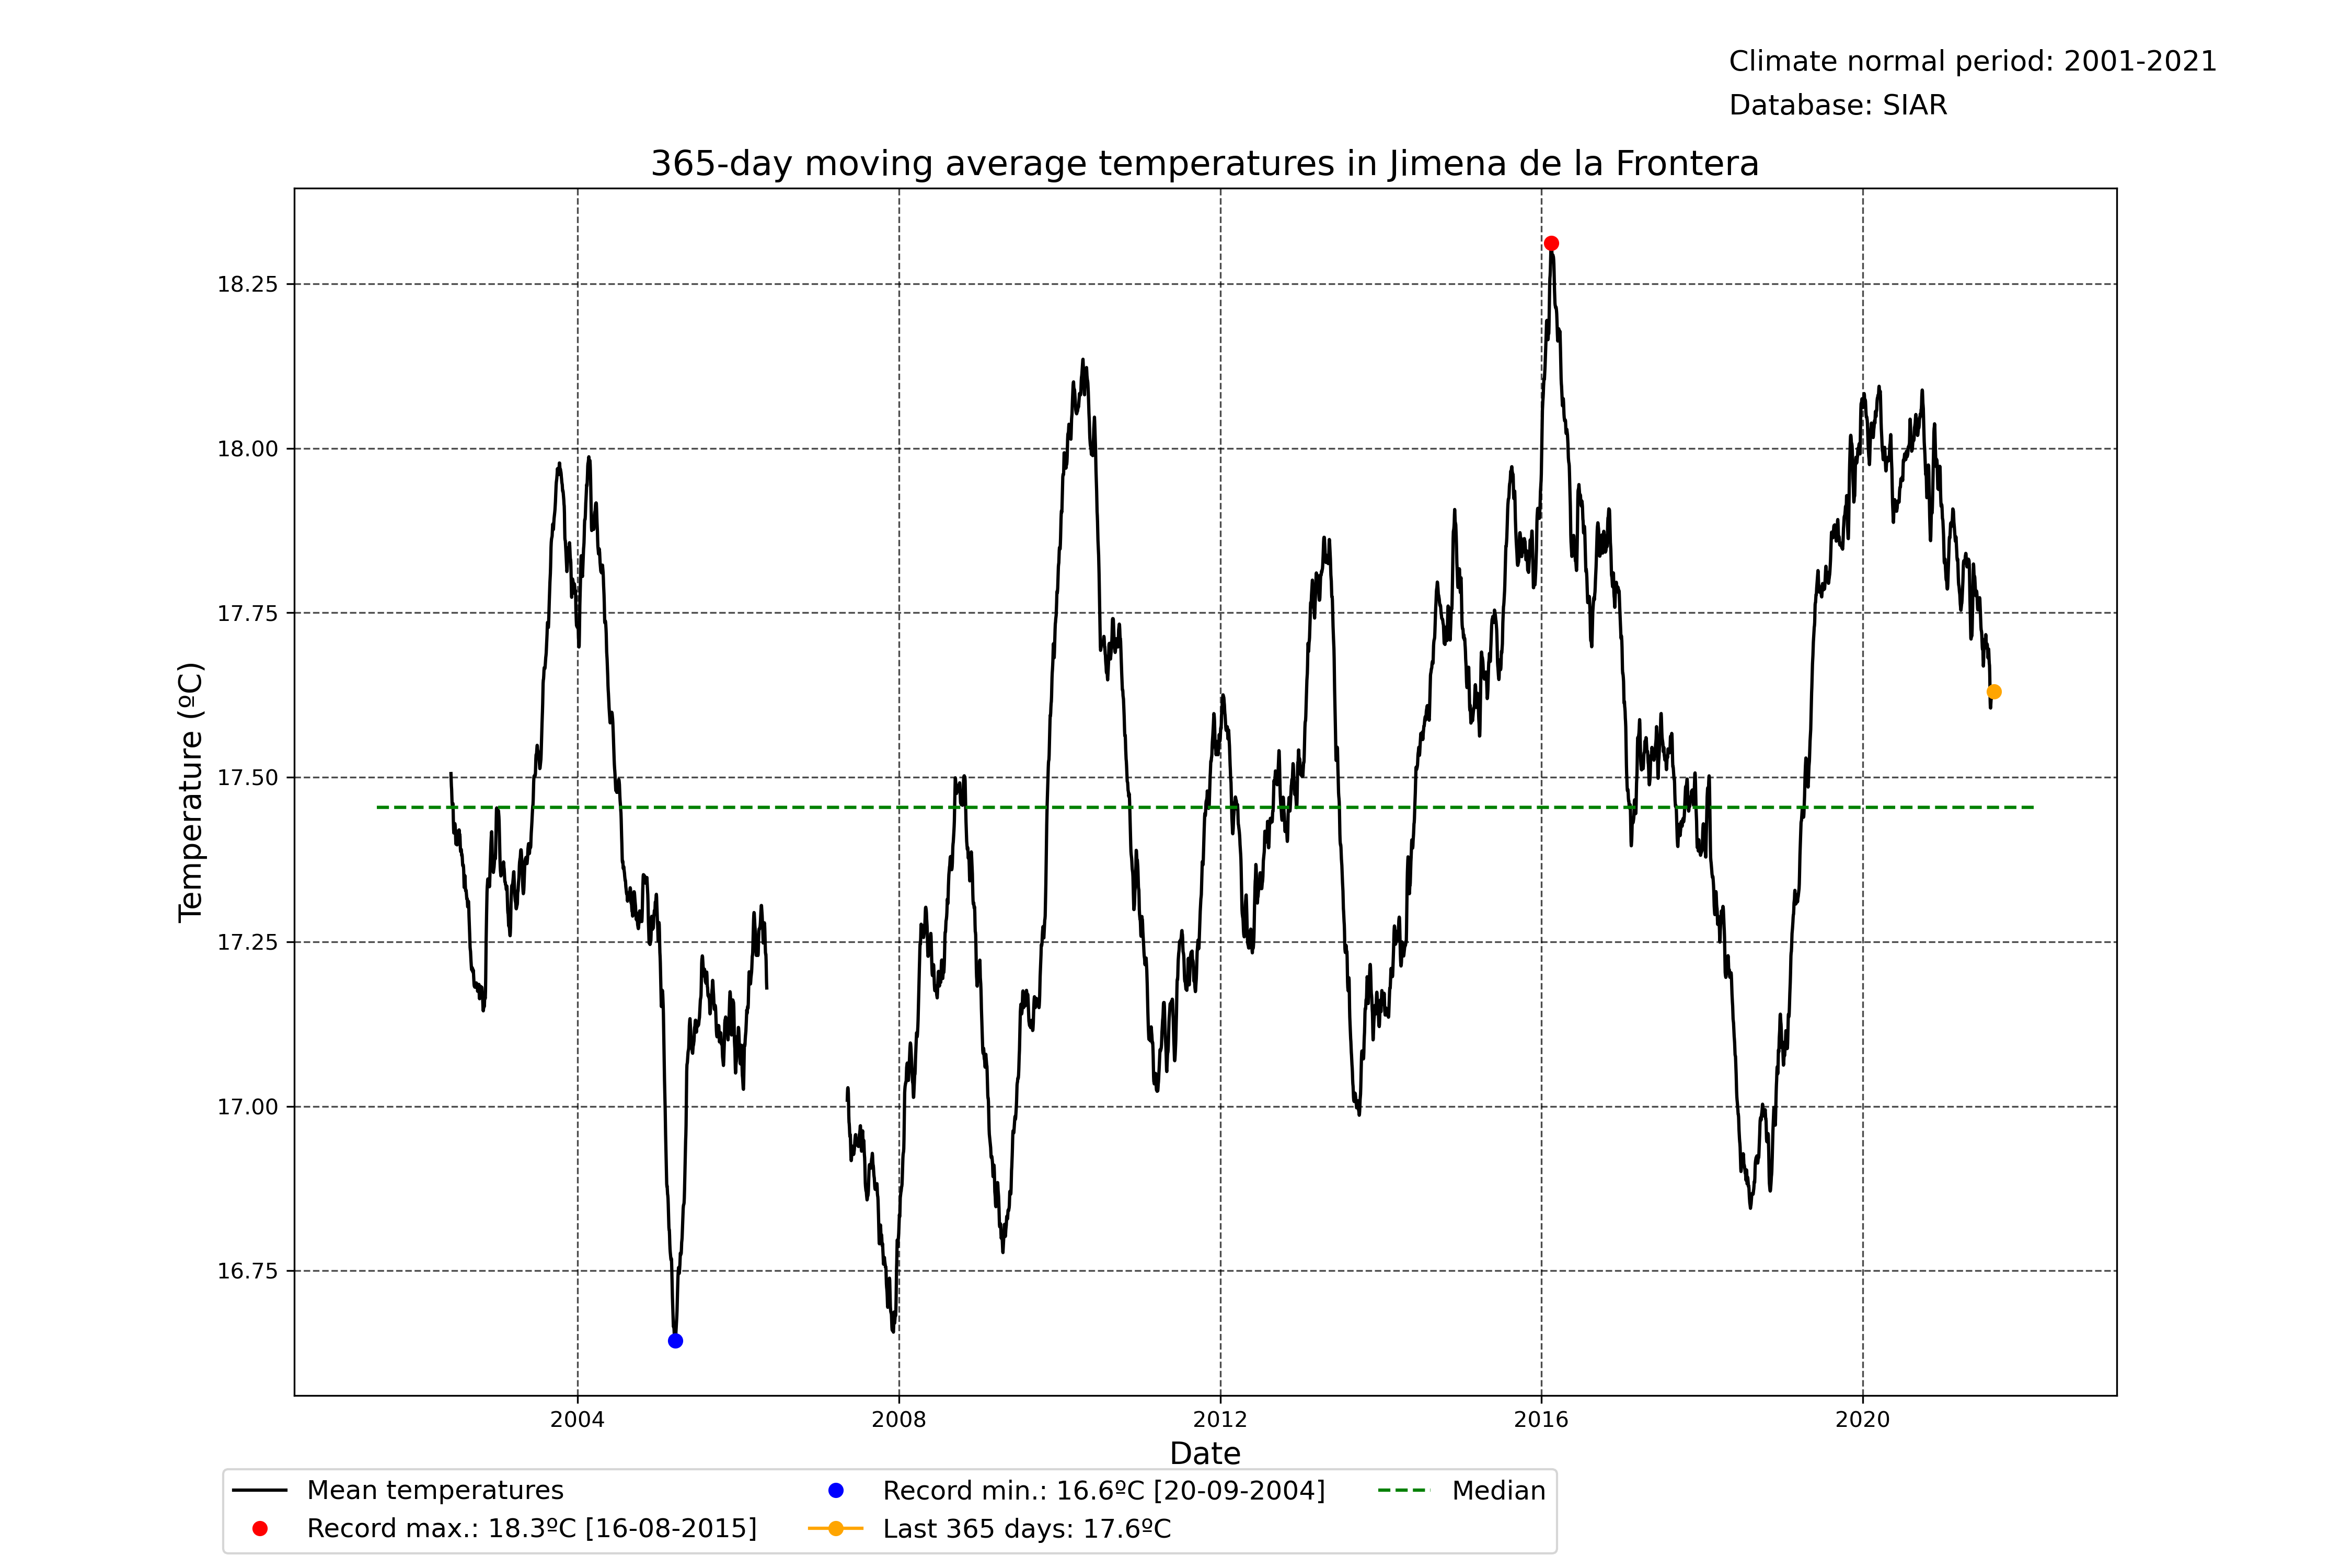 Climate normal period: 2001-2021
Database: SIAR
365-day moving average temperatures in Jimena de la Frontera
Temperature (ºC)
18.25
18.00
17.75
17.50
17.25
17.00
16.75
2004
2008
2012
2016
2020
Date
Mean temperatures
Record max.: 18.3ºC [16-08-2015]
Record min.: 16.6ºC [20-09-2004]
Last 365 days: 17.6ºC
Median